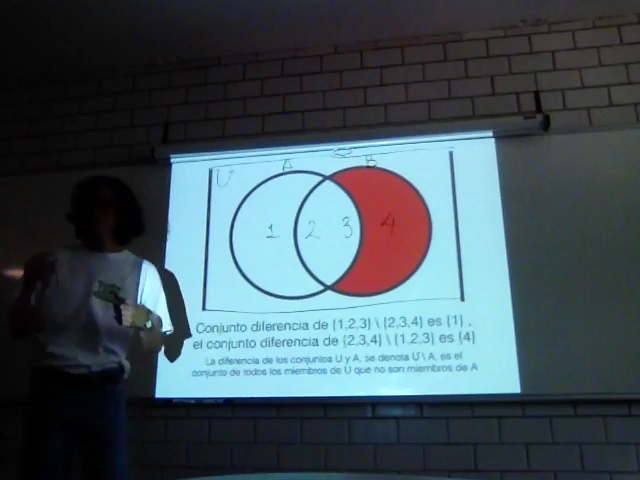 A B
U
1 2 3 4
Conjunto diferencia de {1,2,3} \ {2,3,4} es {1} ,
el conjunto diferencia de {2,3,4} \ {1,2,3} es {4}
La diferencia de los conjuntos U y A, se denota U \ A, es el
conjunto de todos los miembros de U que no son miembros de A